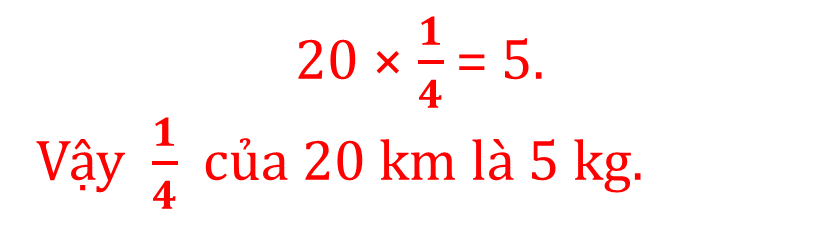 20 × 1/4 = 5.
Vậy 1/4 của 20 km là 5 kg.